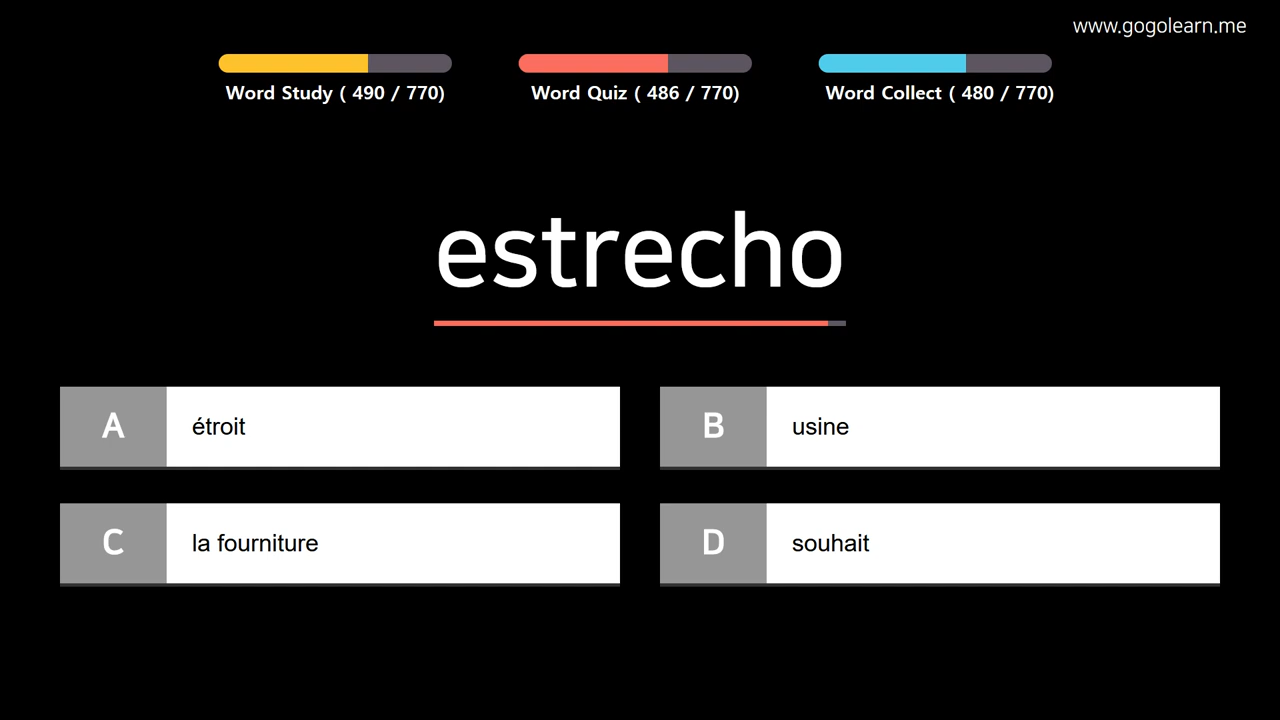 www.gogolearn.me
Word Study ( 490 / 770)
Word Quiz ( 486 / 770)
Word Collect ( 480 / 770)
estrecho
A étroit
B usine
C la fourniture
D souhait